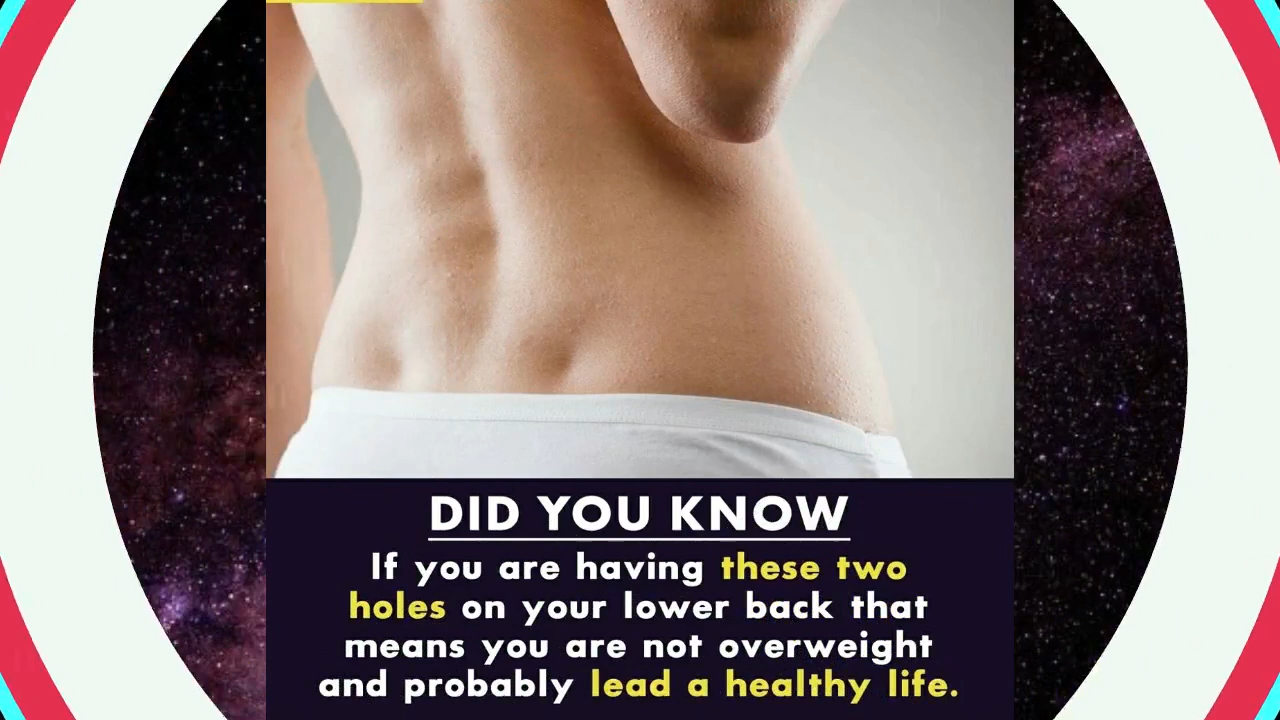 DID YOU KNOW
If you are having these two
holes on your lower back that
means you are not overweight
and probably lead a healthy life.